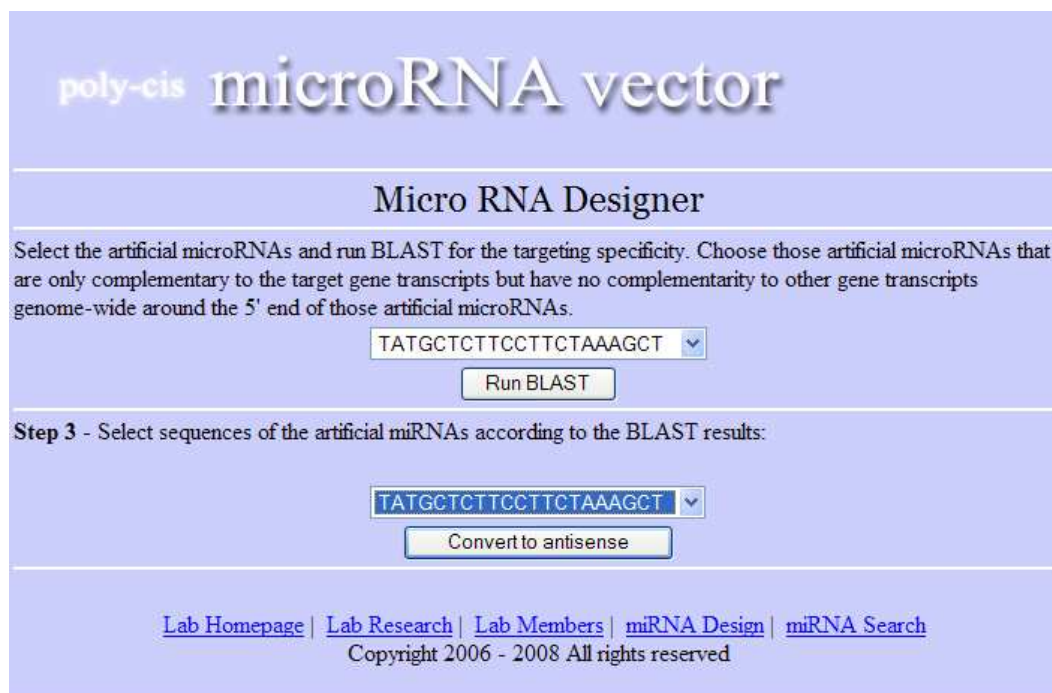 poly-cis microRNA vector
Micro RNA Designer
Select the artificial microRNAs and run BLAST for the targeting specificity. Choose those artificial microRNAs that
are only complementary to the target gene transcripts but have no complementarity to other gene transcripts
genome-wide around the 5' end of those artificial microRNAs.
TATGCTCTTCCTTCTAAAGCT
Run BLAST
Step 3 - Select sequences of the artificial miRNAs according to the BLAST results:
TATGCTCTTCCTTCTAAAGCT
Convert to antisense
Lab Homepage | Lab Research | Lab Members | miRNA Design | miRNA Search
Copyright 2006 - 2008 All rights reserved